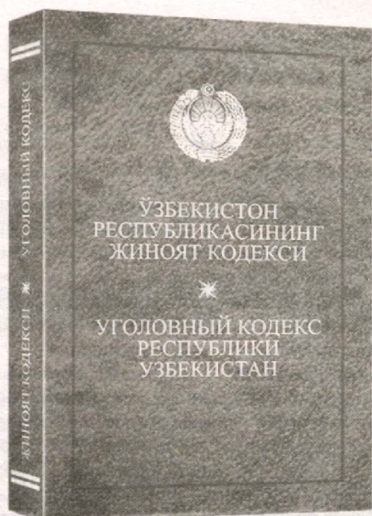 ЎЗБЕКИСТОН
РЕСПУБЛИКАСИНИНГ
ЖИНОЯТ КОДЕКСИ
УГОЛОВНЫЙ КОДЕКС
РЕСПУБЛИКИ
УЗБЕКИСТАН
ЖИНОЯТ КОДЕКСИ ✶ УГОЛОВНЫЙ КОДЕКС